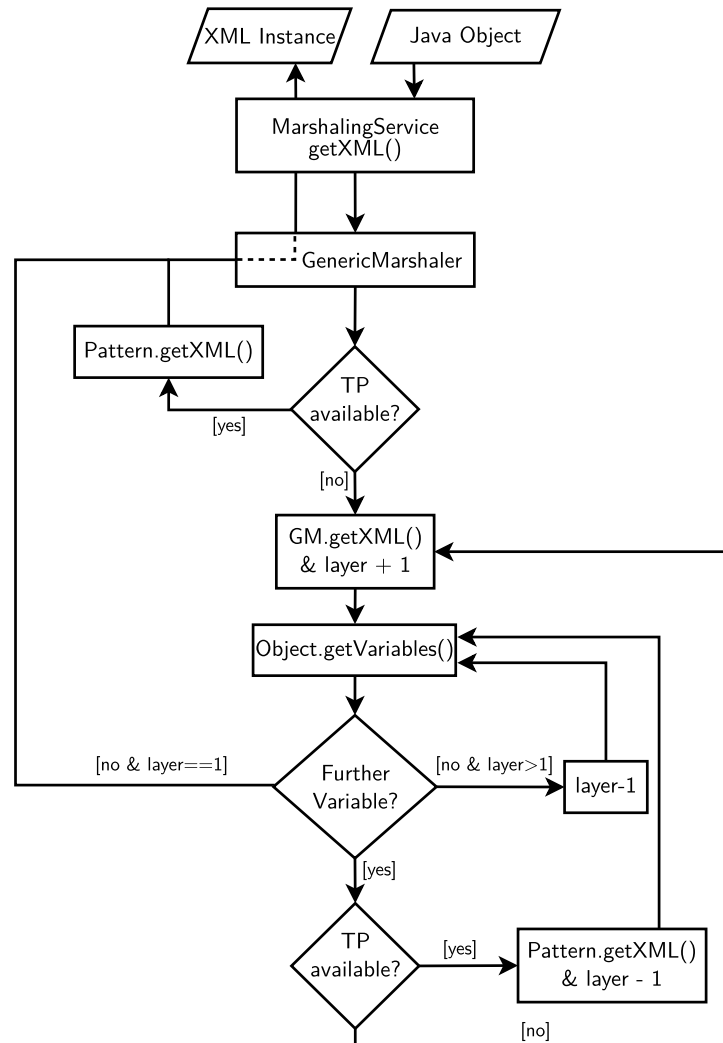 XML Instance
Java Object
MarshalingService
getXML()
GenericMarshaler
Pattern.getXML()
TP
available?
[yes]
[no]
GM.getXML()
& layer + 1
Object.getVariables()
[no & layer==1]
Further
Variable?
[no & layer>1]
layer-1
[yes]
TP
available?
[yes]
Pattern.getXML()
& layer - 1
[no]